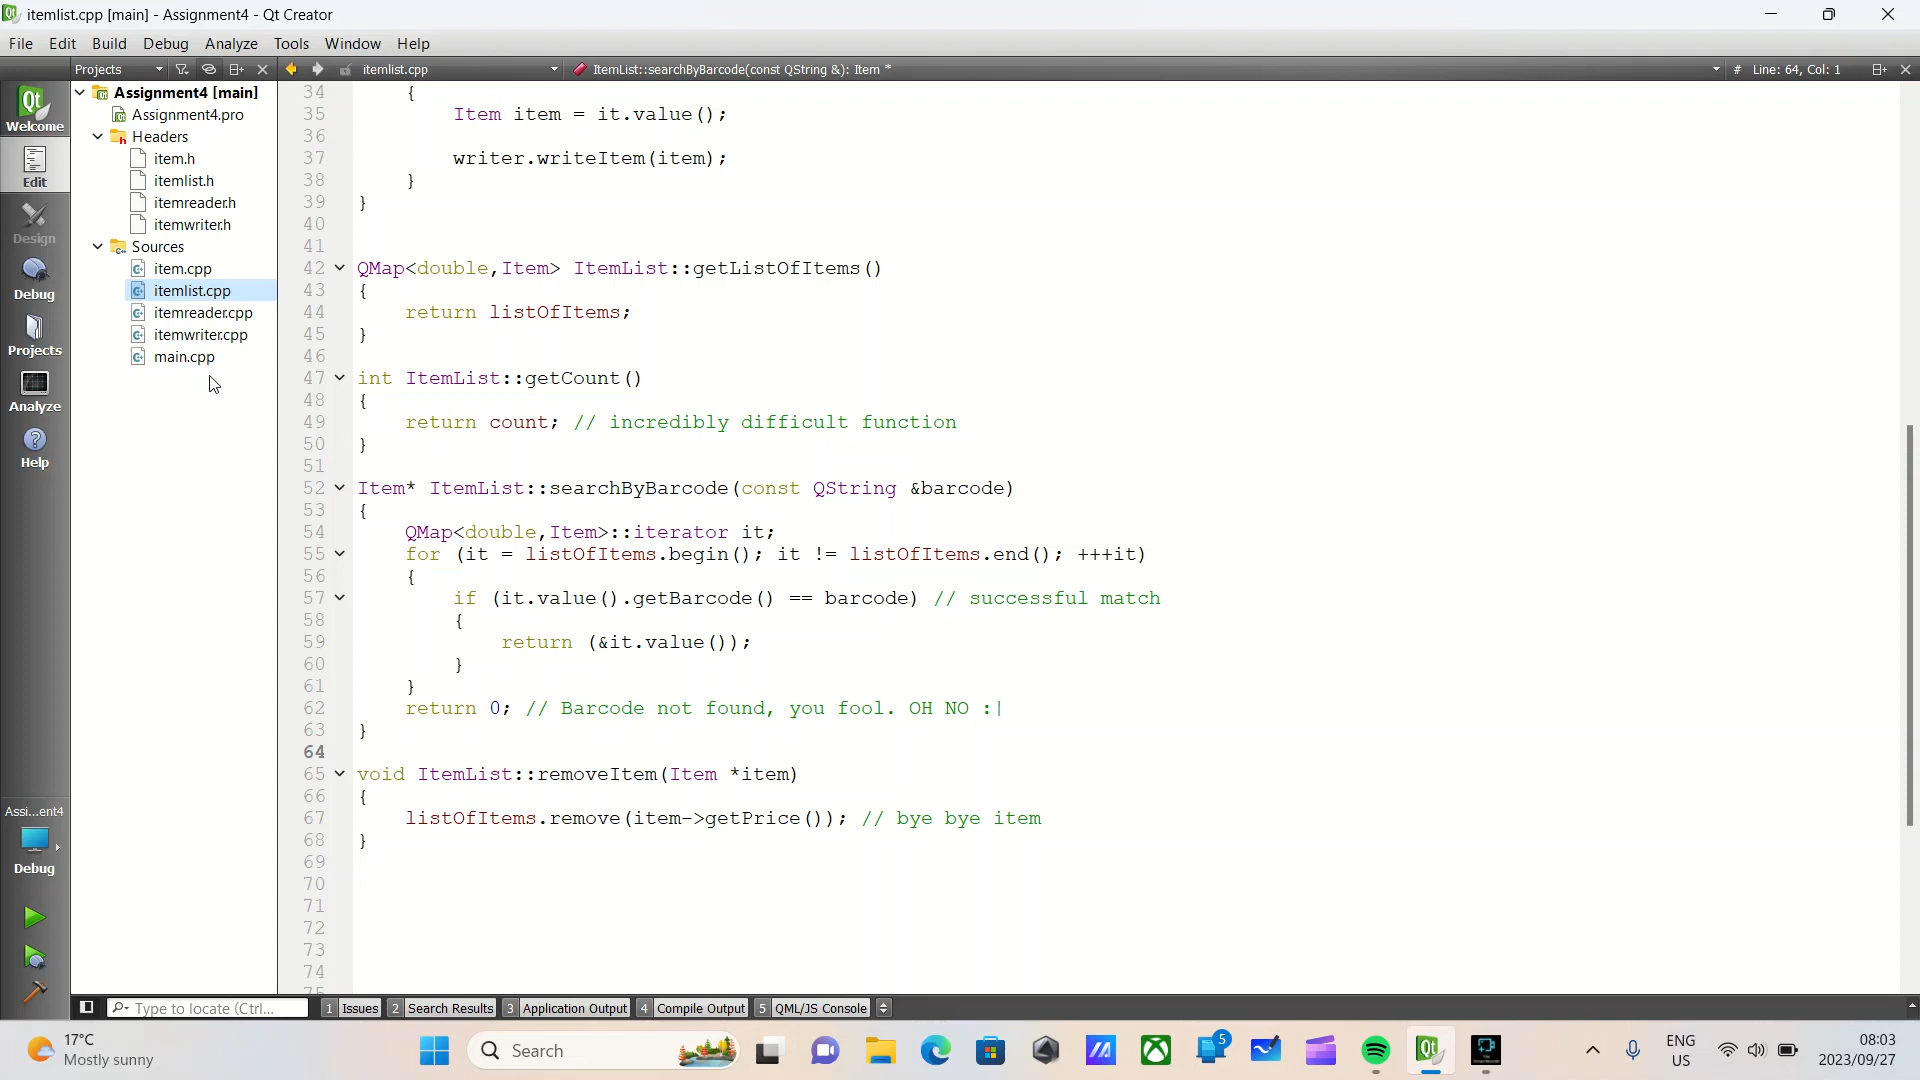 itemlist.cpp [main] - Assignment4 - Qt Creator
File Edit Build Debug Analyze Tools Window Help
Projects itemlist.cpp ItemList::searchByBarcode(const QString &): Item * # Line: 64, Col: 1
Welcome
Edit
Design
Debug
Projects
Analyze
Help
Assi...ent4
Debug
Assignment4 [main]
Assignment4.pro
Headers
item.h
itemlist.h
itemreader.h
itemwriter.h
Sources
item.cpp
itemlist.cpp
itemreader.cpp
itemwriter.cpp
main.cpp
34 {
35 Item item = it.value();
36
37 writer.writeItem(item);
38 }
39 }
40
41
42 QMap<double,Item> ItemList::getListOfItems()
43 {
44 return listOfItems;
45 }
46
47 int ItemList::getCount()
48 {
49 return count; // incredibly difficult function
50 }
51
52 Item* ItemList::searchByBarcode(const QString &barcode)
53 {
54 QMap<double,Item>::iterator it;
55 for (it = listOfItems.begin(); it != listOfItems.end(); +++it)
56 {
57 if (it.value().getBarcode() == barcode) // successful match
58 {
59 return (&it.value());
60 }
61 }
62 return 0; // Barcode not found, you fool. OH NO :|
63 }
64
65 void ItemList::removeItem(Item *item)
66 {
67 listOfItems.remove(item->getPrice()); // bye bye item
68 }
69
70
71
72
73
74
75
Type to locate (Ctrl... 1 Issues 2 Search Results 3 Application Output 4 Compile Output 5 QML/JS Console
17°C
Mostly sunny
Search
5
ENG
US
08:03
2023/09/27